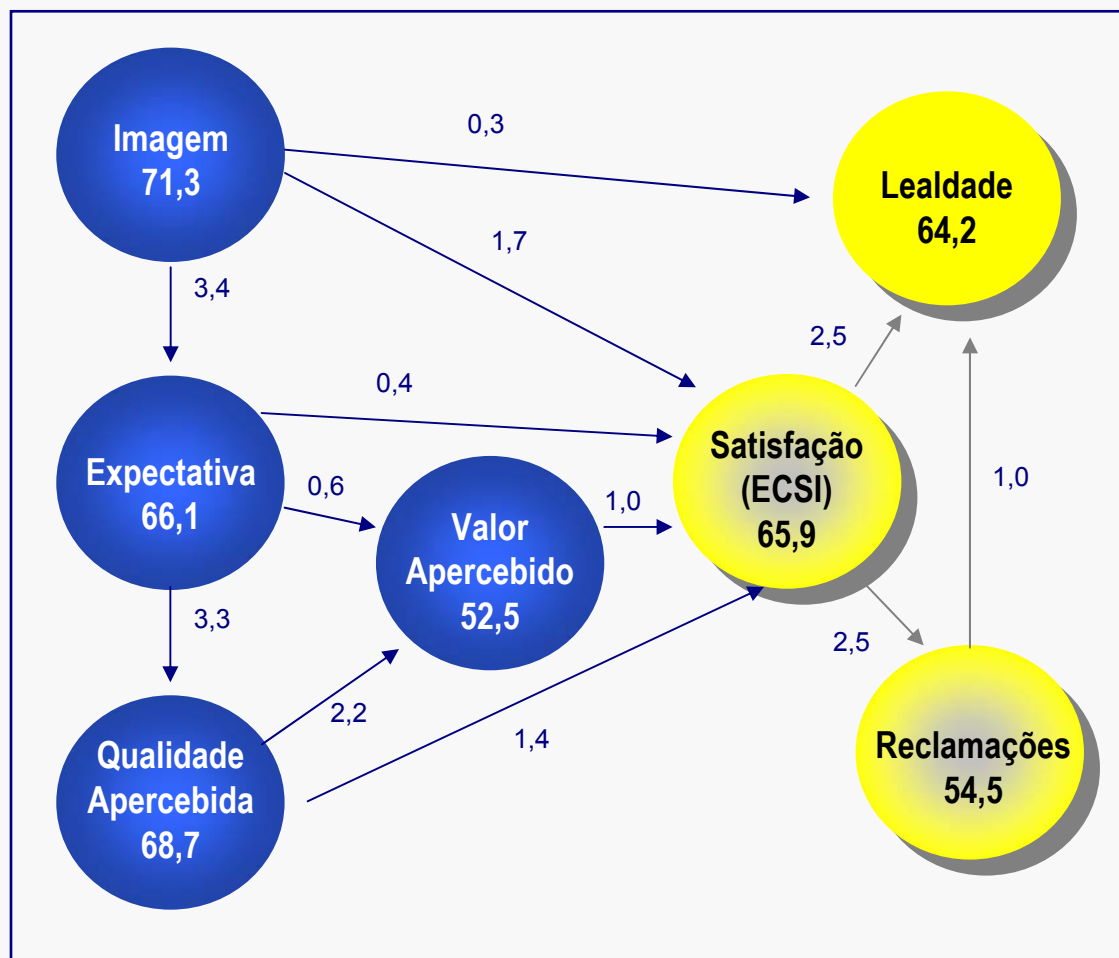 Imagem
71,3
0,3
Lealdade
64,2
1,7
3,4
2,5
0,4
Expectativa
66,1
0,6
Valor
Apercebido
52,5
1,0
Satisfação
(ECSI)
65,9
1,0
3,3
2,5
2,2
1,4
Qualidade
Apercebida
68,7
Reclamações
54,5